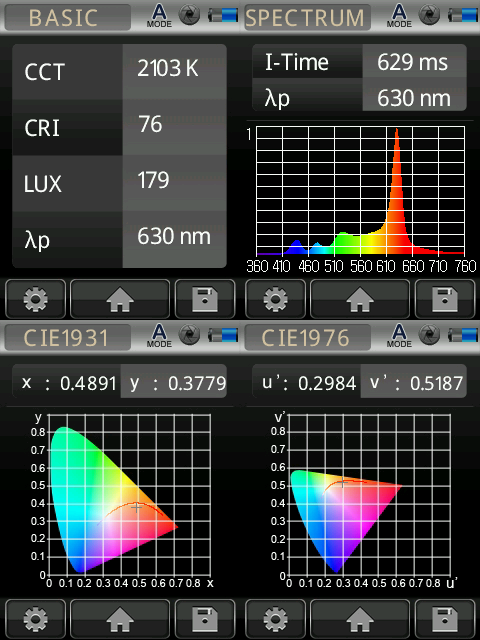 BASIC A MODE
CCT 2103 K
CRI 76
LUX 179
λp 630 nm
SPECTRUM A MODE
I-Time 629 ms
λp 630 nm
1
360 410 460 510 560 610 660 710 760
CIE1931 A MODE
x : 0.4891 y : 0.3779
y
0.8
0.7
0.6
0.5
0.4
0.3
0.2
0.1
0
0 0.1 0.2 0.3 0.4 0.5 0.6 0.7 0.8 x
CIE1976 A MODE
u': 0.2984 v': 0.5187
v'
0.8
0.7
0.6
0.5
0.4
0.3
0.2
0.1
0
0 0.1 0.2 0.3 0.4 0.5 0.6 0.7 0.8 u'